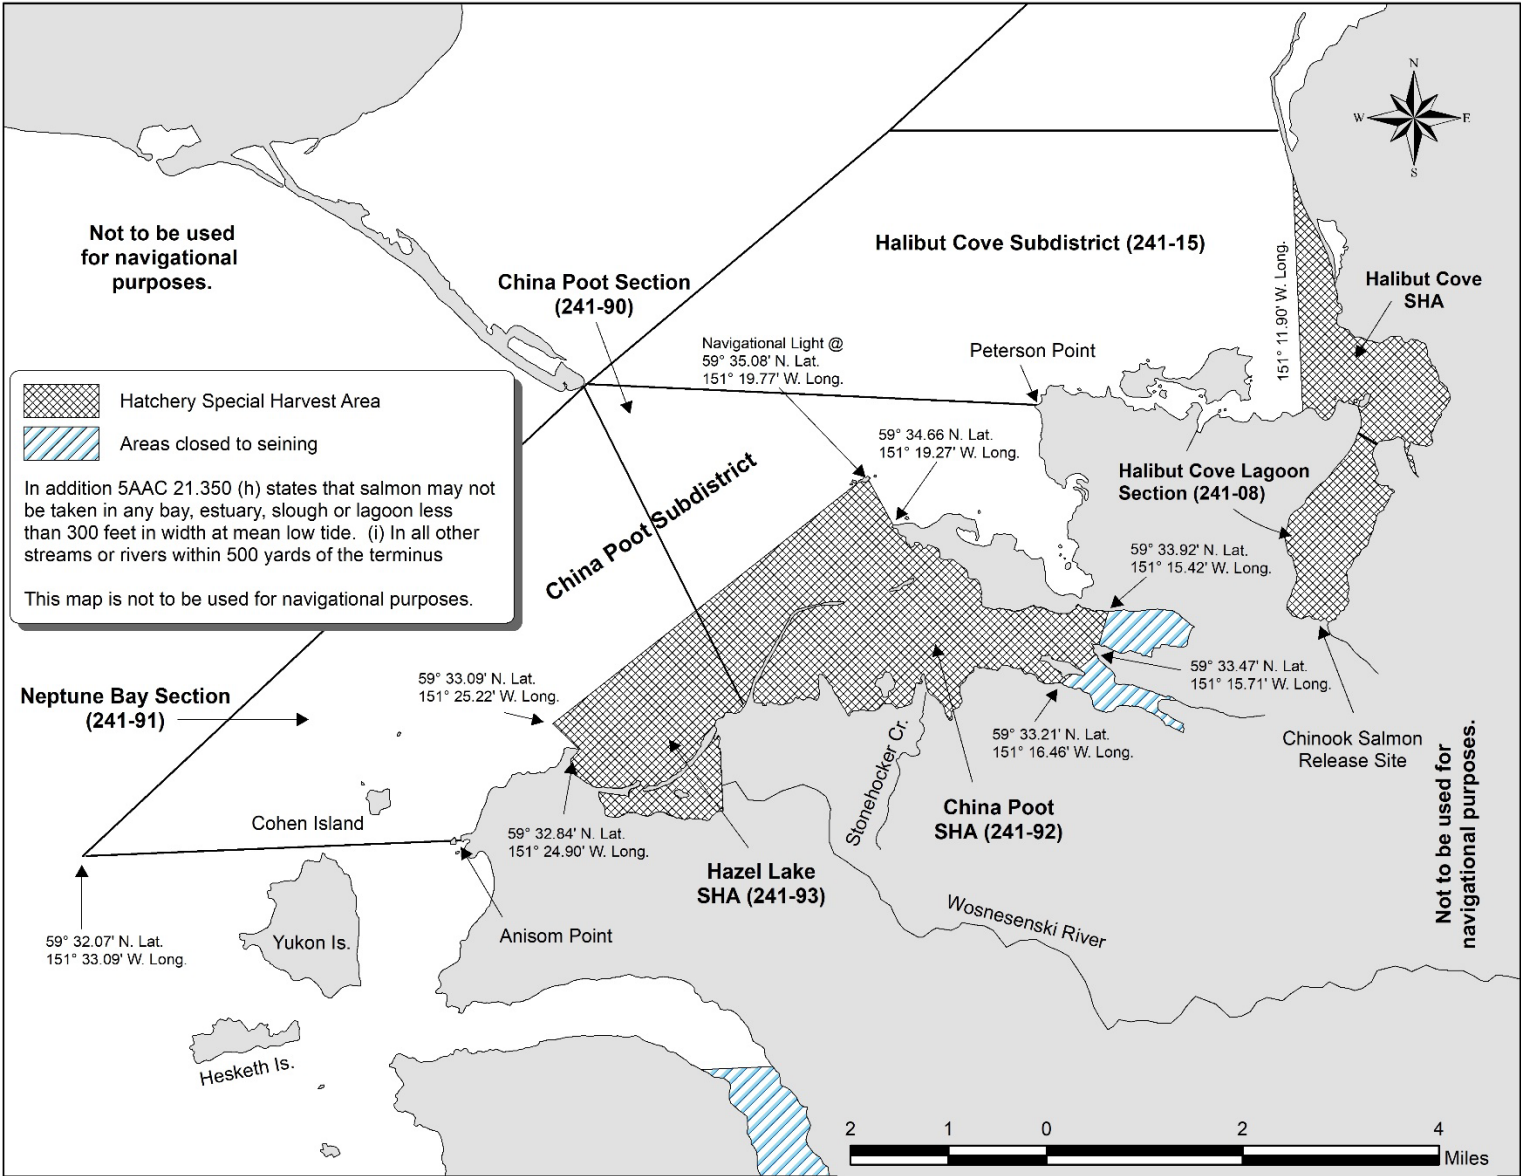 N
W
E
S
Not to be used
for navigational
purposes.
Halibut Cove Subdistrict (241-15)
China Poot Section
(241-90)
151° 11.90' W. Long.
Halibut Cove
SHA
Navigational Light @
59° 35.08' N. Lat.
151° 19.77' W. Long.
Peterson Point
Hatchery Special Harvest Area
Areas closed to seining
In addition 5AAC 21.350 (h) states that salmon may not
be taken in any bay, estuary, slough or lagoon less
than 300 feet in width at mean low tide. (i) In all other
streams or rivers within 500 yards of the terminus
This map is not to be used for navigational purposes.
59° 34.66 N. Lat.
151° 19.27' W. Long.
China Poot Subdistrict
Halibut Cove Lagoon
Section (241-08)
59° 33.92' N. Lat.
151° 15.42' W. Long.
59° 33.09' N. Lat.
151° 25.22' W. Long.
59° 33.47' N. Lat.
151° 15.71' W. Long.
Neptune Bay Section
(241-91)
59° 33.21' N. Lat.
151° 16.46' W. Long.
Chinook Salmon
Release Site
Stonehocker Cr.
China Poot
SHA (241-92)
Cohen Island
59° 32.84' N. Lat.
151° 24.90' W. Long.
Hazel Lake
SHA (241-93)
Not to be used for
navigational purposes.
Wosnesenski River
Anisom Point
Yukon Is.
59° 32.07' N. Lat.
151° 33.09' W. Long.
Hesketh Is.
2 1 0 2 4
Miles